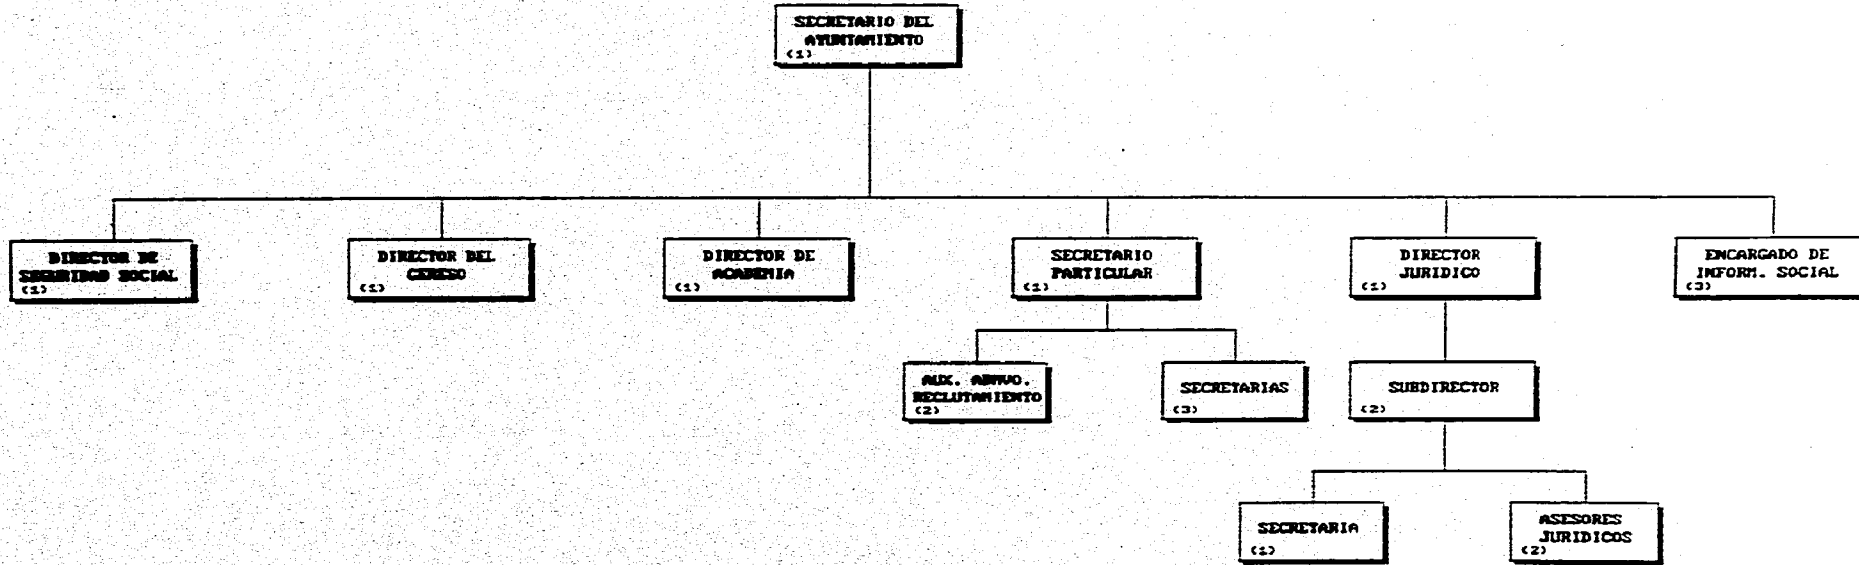 SECRETARIO DEL
AYUNTAMIENTO
(1)
DIRECTOR DE
SEGURIDAD SOCIAL
(1)
DIRECTOR DEL
CERESO
(1)
DIRECTOR DE
ACADEMIA
(1)
SECRETARIO
PARTICULAR
(1)
DIRECTOR
JURIDICO
(1)
ENCARGADO DE
INFORM. SOCIAL
(3)
AUX. ADMVO.
RECLUTAMIENTO
(2)
SECRETARIAS
(3)
SUBDIRECTOR
(2)
SECRETARIA
(1)
ASESORES
JURIDICOS
(2)